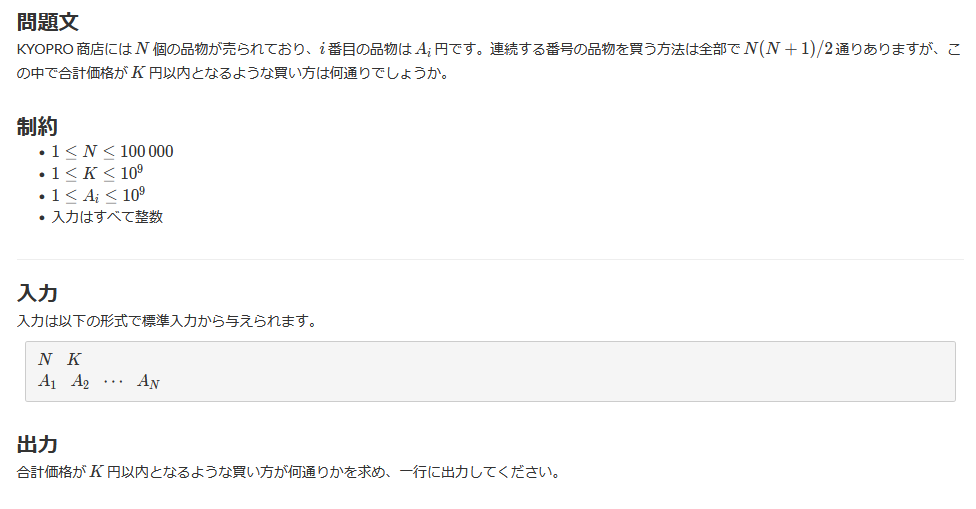 問題文
KYOPRO 商店には N 個の品物が売られており、i 番目の品物は A_i 円です。連続する番号の品物を買う方法は全部で N(N + 1)/2 通りありますが、こ
の中で合計価格が K 円以内となるような買い方は何通りでしょうか。
制約
• 1 ≤ N ≤ 100 000
• 1 ≤ K ≤ 10^9
• 1 ≤ A_i ≤ 10^9
• 入力はすべて整数
入力
入力は以下の形式で標準入力から与えられます。
N K
A_1 A_2 ⋯ A_N
出力
合計価格が K 円以内となるような買い方が何通りかを求め、一行に出力してください。